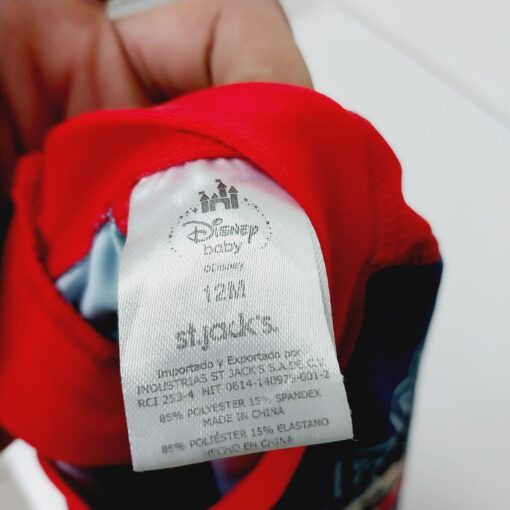 Disney
baby
©Disney
12M
st.jack's.
Importado y Exportado por
INDUSTRIAS ST JACK'S S.A.DE C.V.
RCI 253-4 NIT 0614-140979-001-2
85% POLYESTER 15% SPANDEX
MADE IN CHINA
85% POLIÉSTER 15% ELASTANO
HECHO EN CHINA